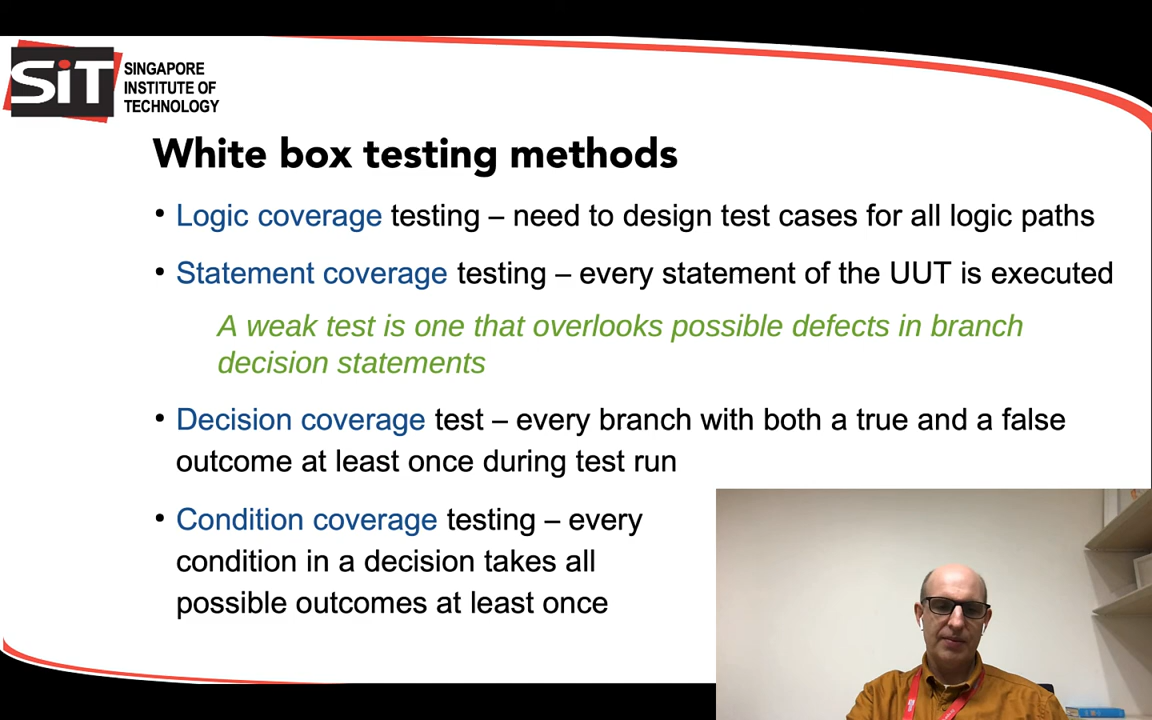 SiT
SINGAPORE
INSTITUTE OF
TECHNOLOGY
White box testing methods
• Logic coverage testing – need to design test cases for all logic paths
• Statement coverage testing – every statement of the UUT is executed
A weak test is one that overlooks possible defects in branch
decision statements
• Decision coverage test – every branch with both a true and a false
outcome at least once during test run
• Condition coverage testing – every
condition in a decision takes all
possible outcomes at least once